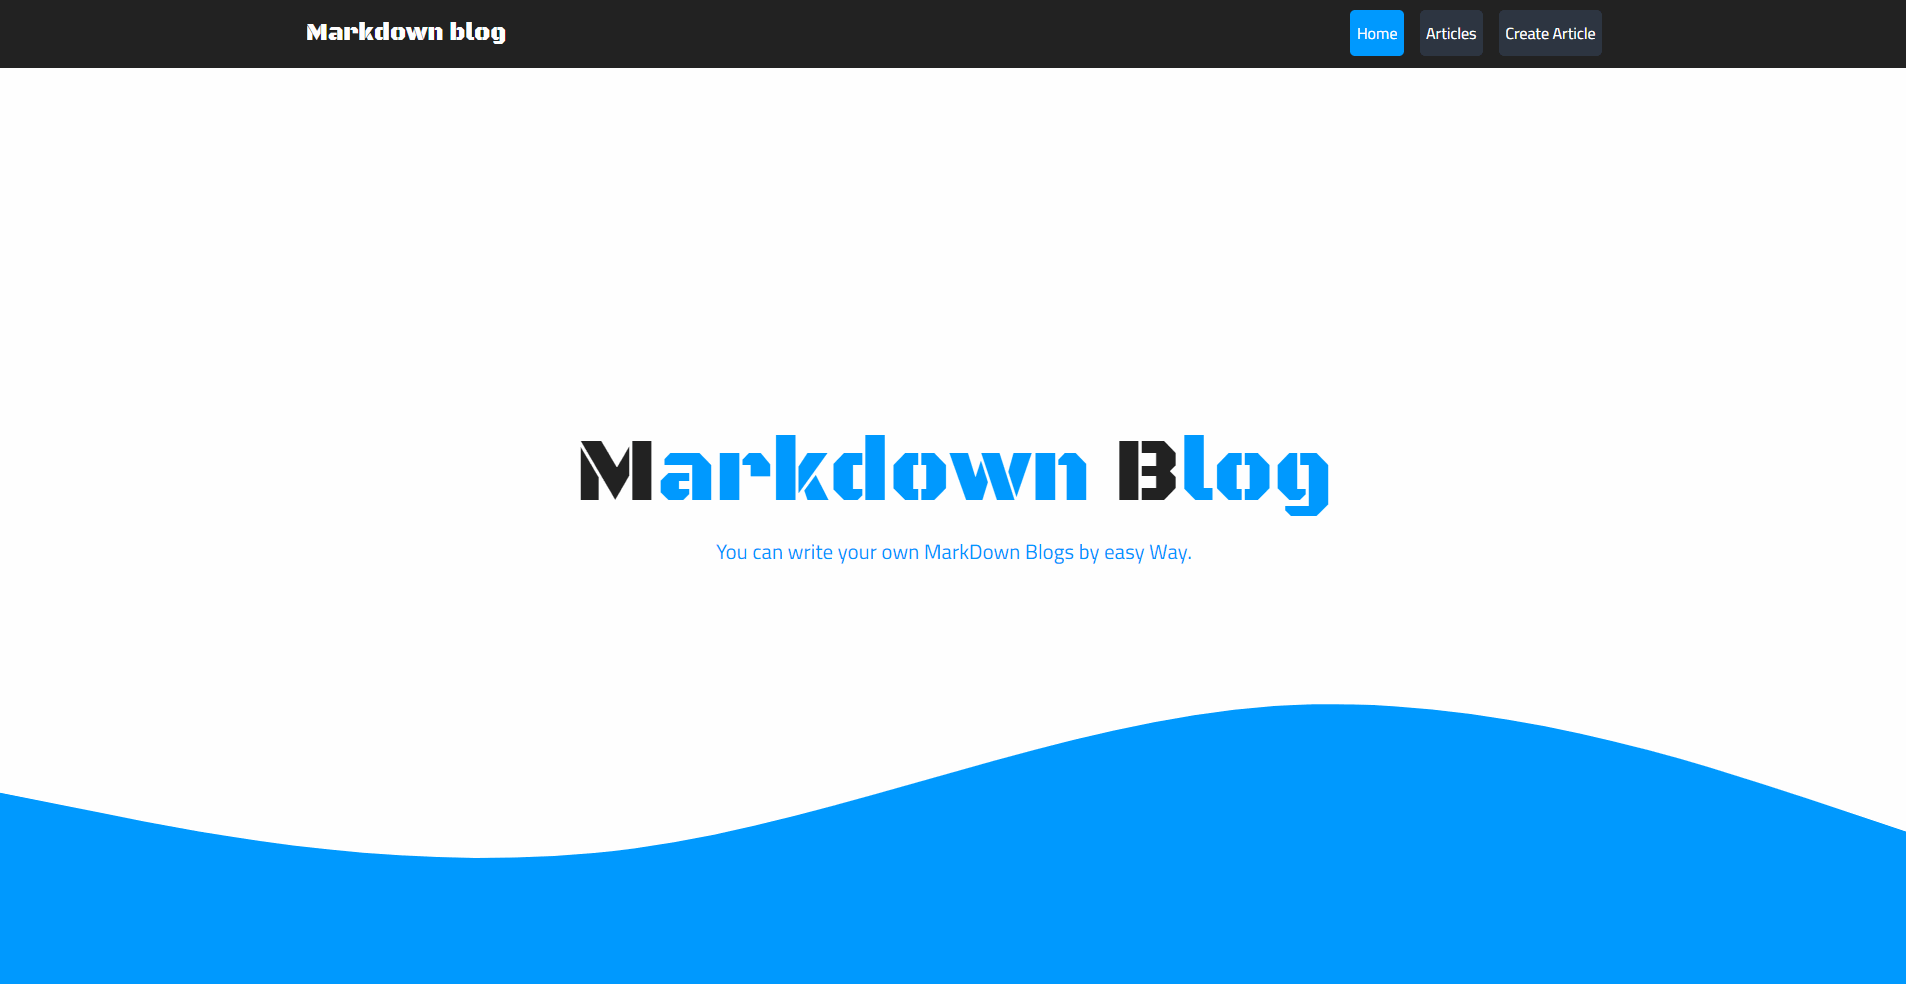 Markdown blog
Home
Articles
Create Article
Markdown Blog
You can write your own MarkDown Blogs by easy Way.